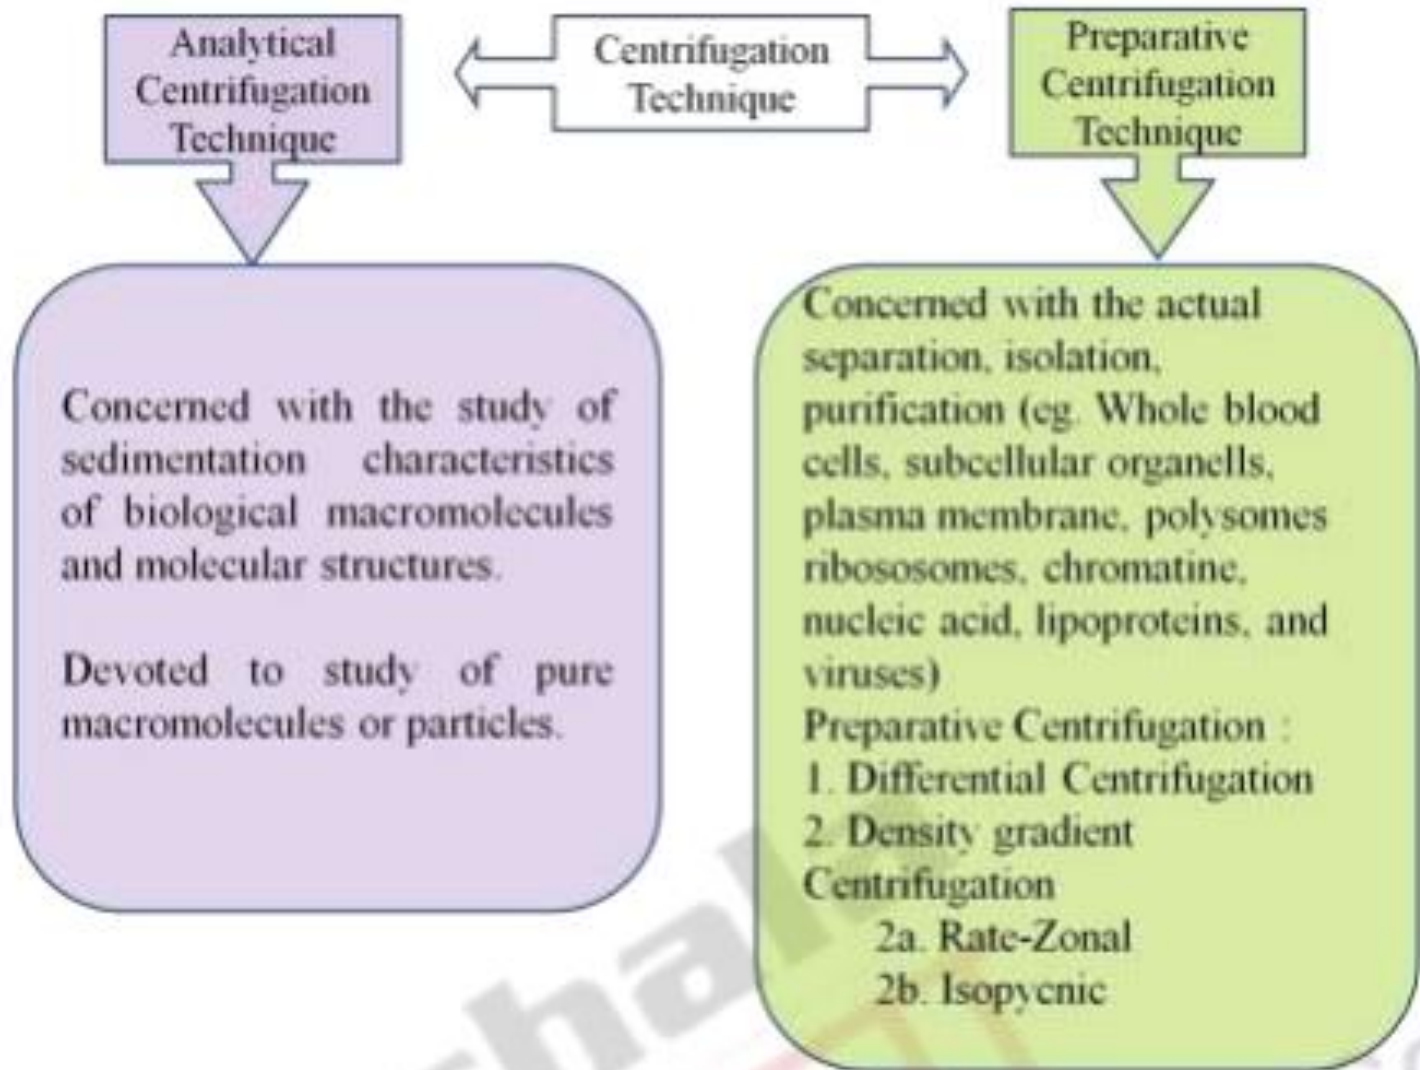 Analytical
Centrifugation
Technique
Centrifugation
Technique
Preparative
Centrifugation
Technique
Concerned with the study of
sedimentation characteristics
of biological macromolecules
and molecular structures.
Devoted to study of pure
macromolecules or particles.
Concerned with the actual
separation, isolation,
purification (eg. Whole blood
cells, subcellular organells,
plasma membrane, polysomes
ribososomes, chromatine,
nucleic acid, lipoproteins, and
viruses)
Preparative Centrifugation :
1. Differential Centrifugation
2. Density gradient
Centrifugation
2a. Rate-Zonal
2b. Isopycnic